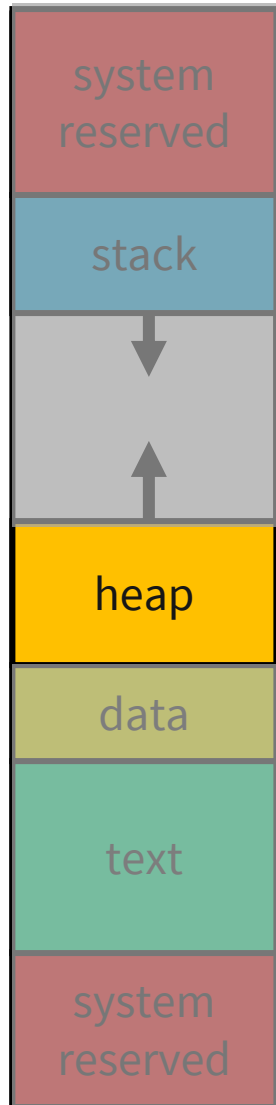 system
reserved
stack
heap
data
text
system
reserved